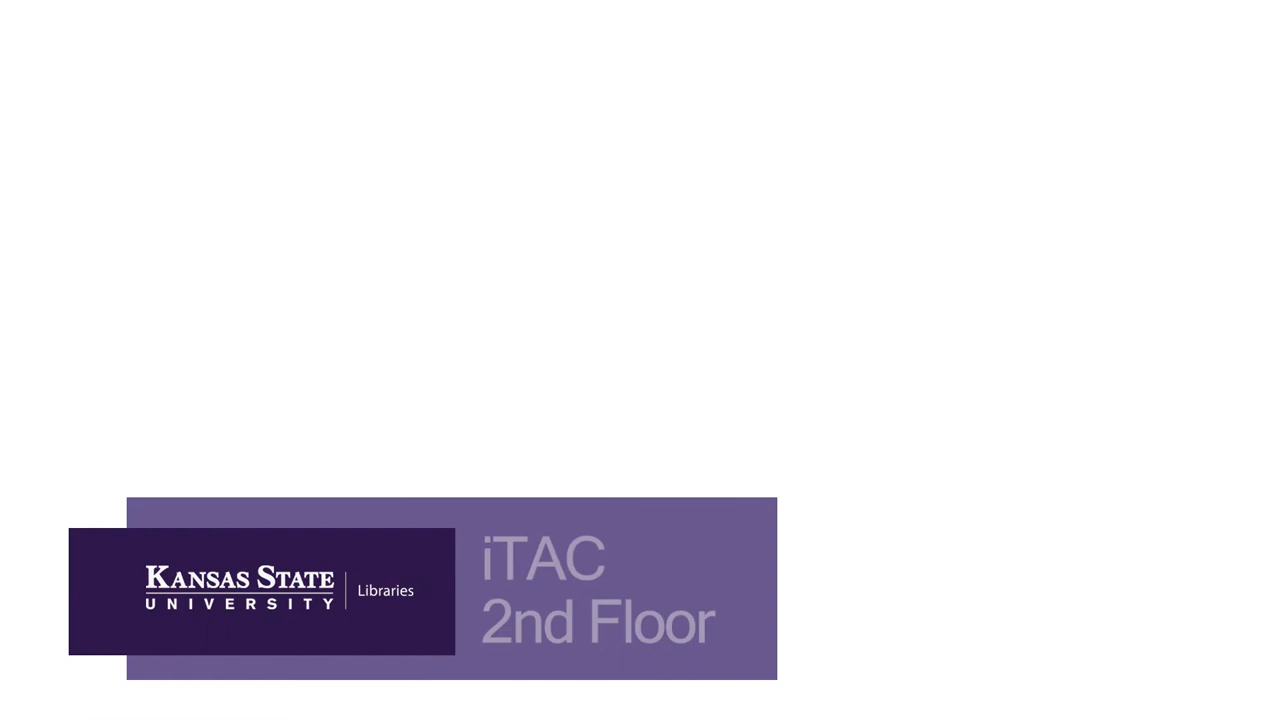 KANSAS STATE
UNIVERSITY
Libraries
iTAC
2nd Floor